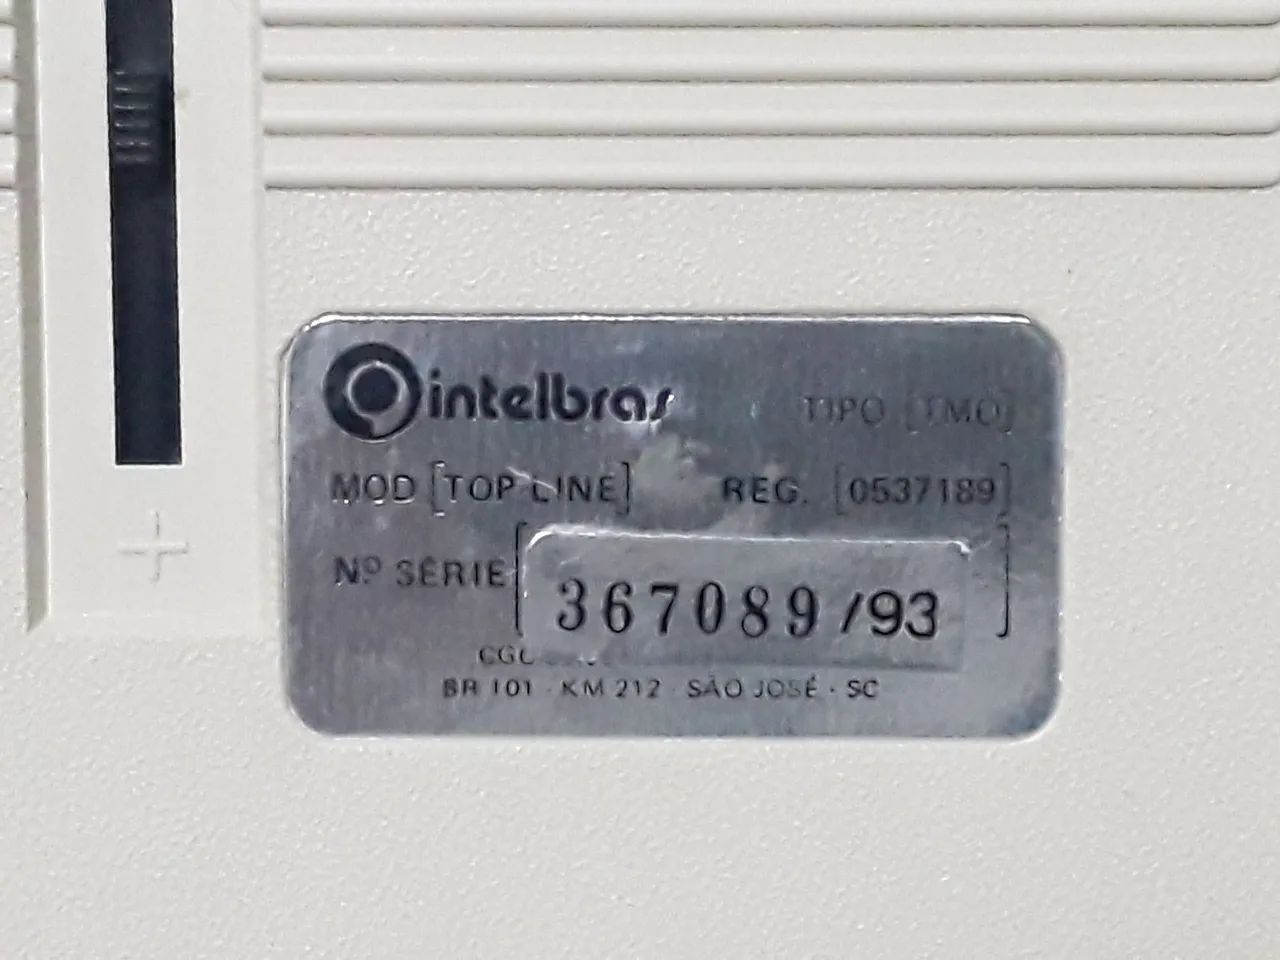 intelbras TIPO [TMO]
MOD [TOP LINE] REG. [0537189]
Nº SÉRIE [367089/93]
CGC
BR 101 - KM 212 - SÃO JOSÉ - SC
+